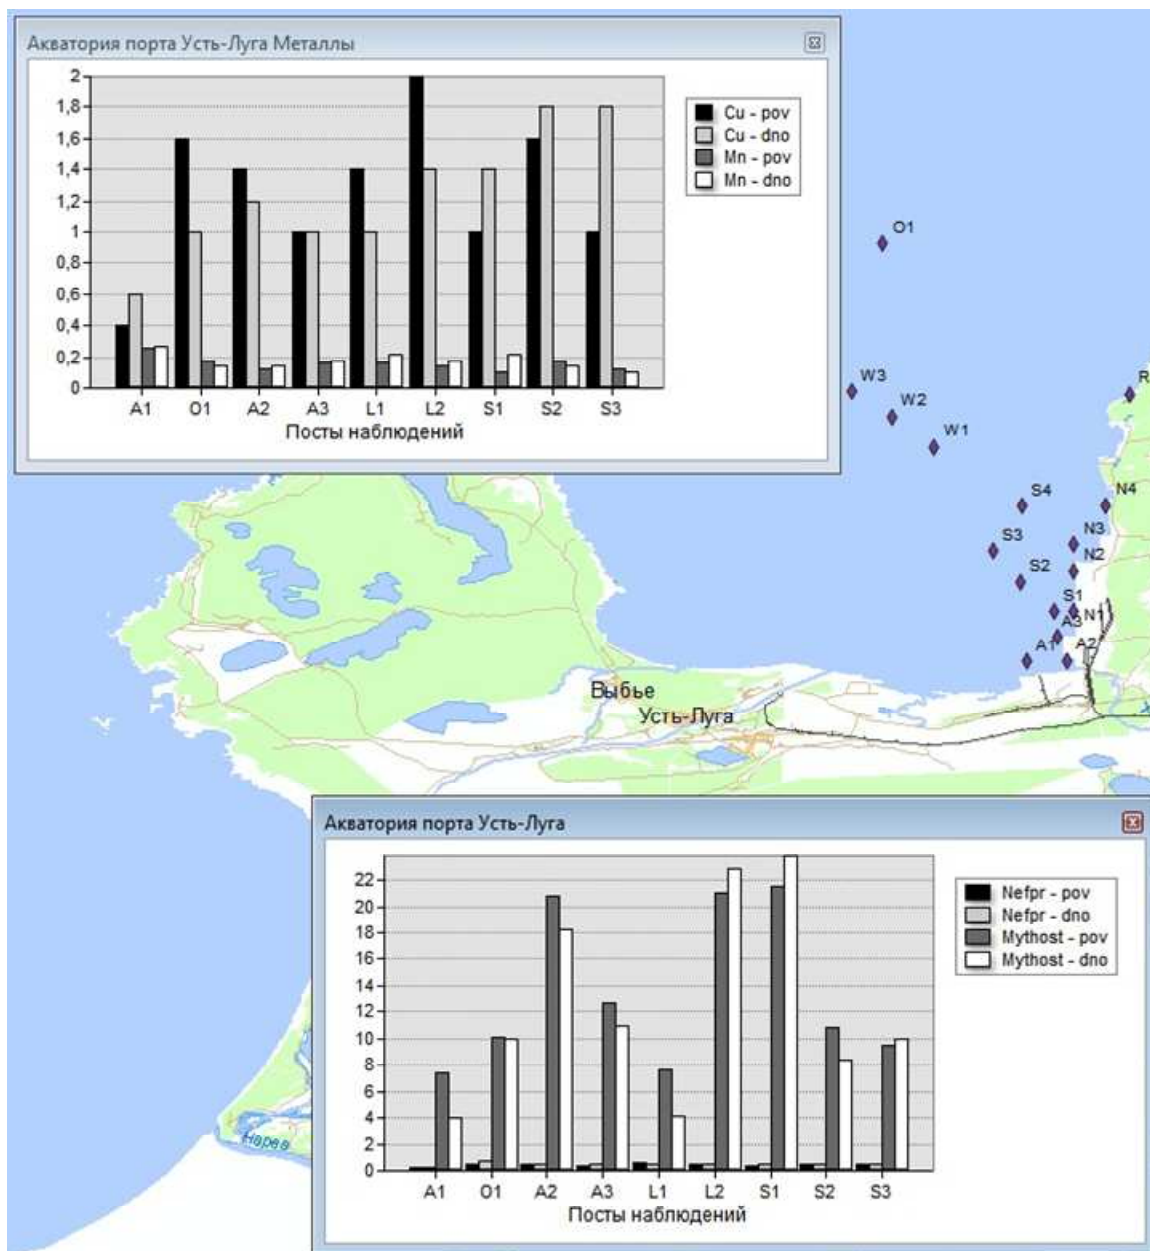 Акватория порта Усть-Луга Металлы
2
1,8
1,6
1,4
1,2
1
0,8
0,6
0,4
0,2
0
A1 O1 A2 A3 L1 L2 S1 S2 S3
Посты наблюдений
Cu - pov
Cu - dno
Mn - pov
Mn - dno
O1
W3
R
W2
W1
S4
N4
S3
N3
N2
S2
S1
N1
A3
A1
A2
Выбье
Усть-Луга
Нарва
Акватория порта Усть-Луга
22
20
18
16
14
12
10
8
6
4
2
0
A1 O1 A2 A3 L1 L2 S1 S2 S3
Посты наблюдений
Nefpr - pov
Nefpr - dno
Mythost - pov
Mythost - dno